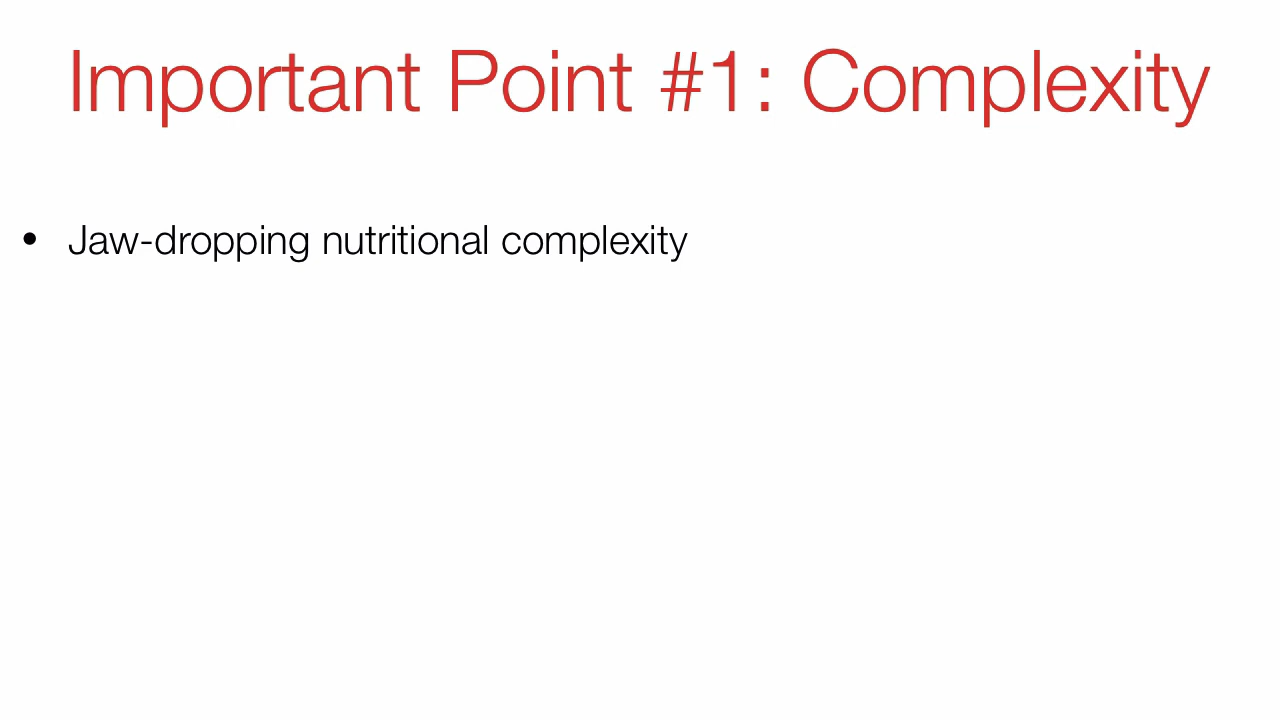 Important Point #1: Complexity
• Jaw-dropping nutritional complexity